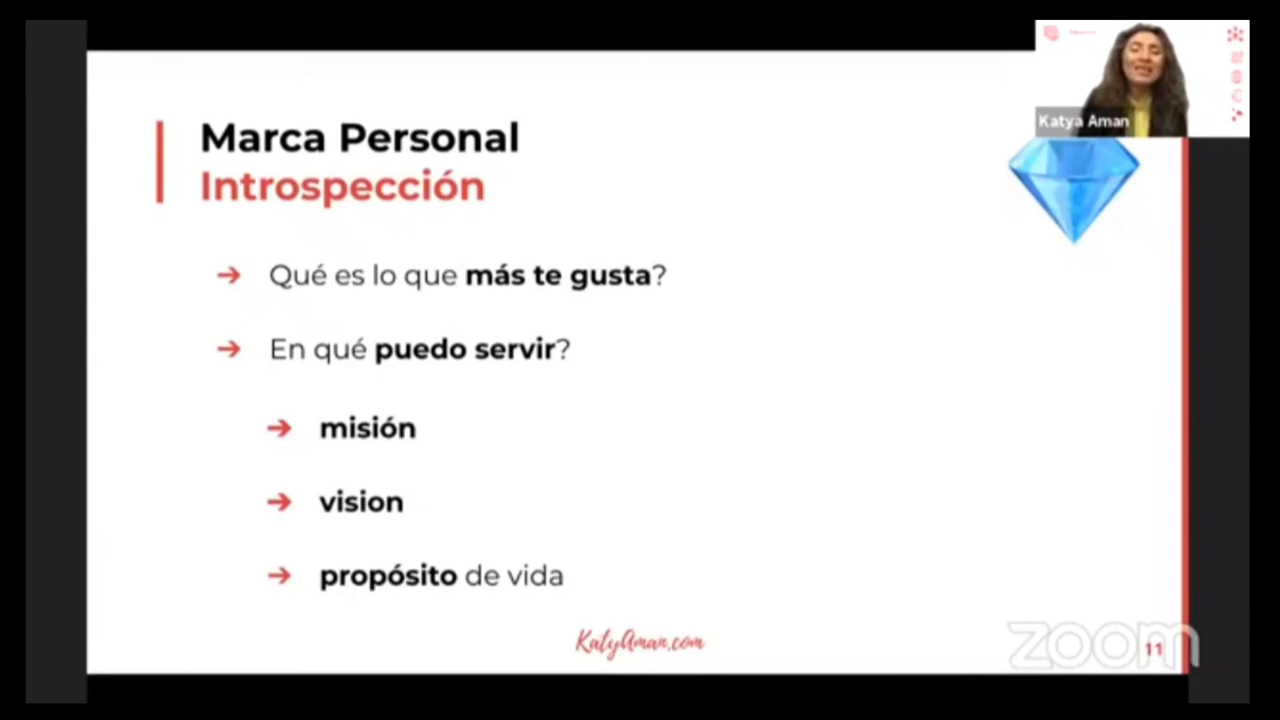 Katya Aman
Marca Personal
Introspección
➔ Qué es lo que más te gusta?
➔ En qué puedo servir?
➔ misión
➔ vision
➔ propósito de vida
KatyAman.com
zoom
11